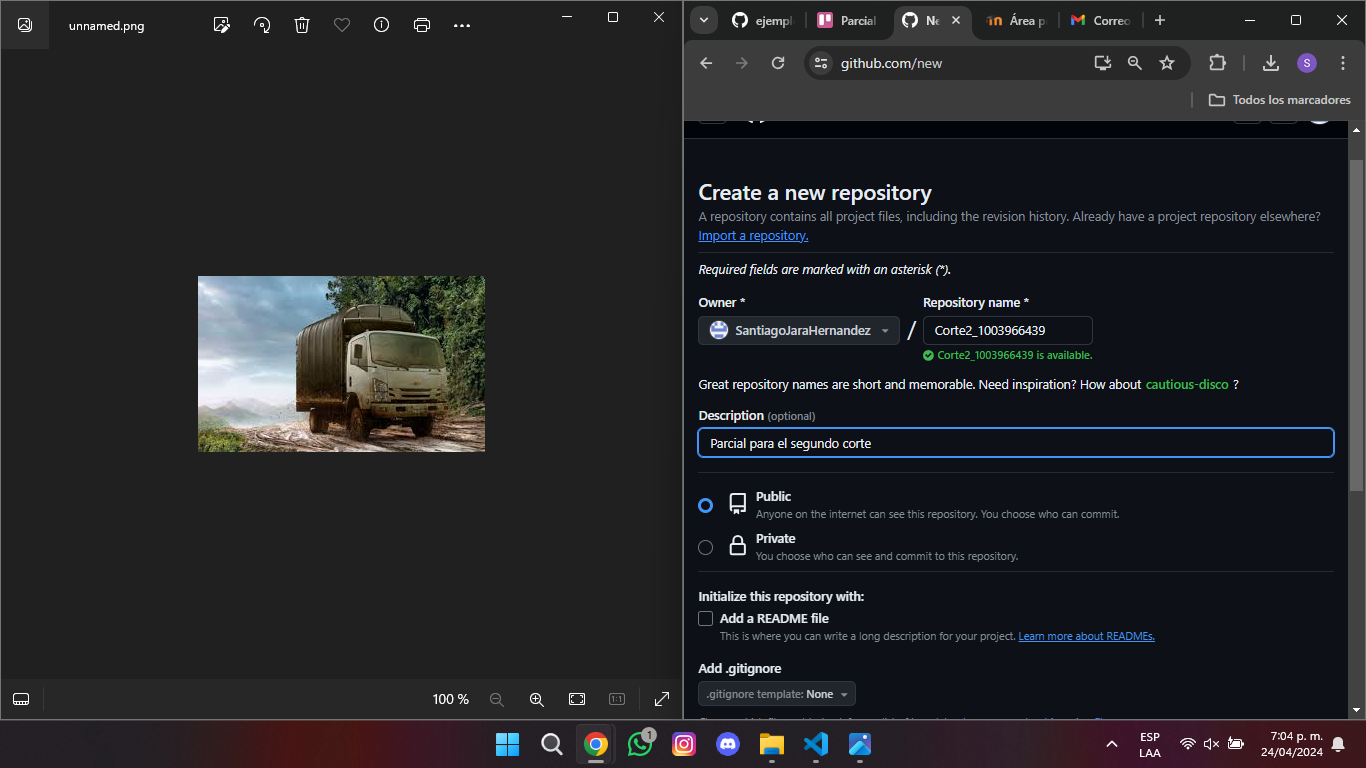 unnamed.png
ejempl
Parcial
Ne
Área p
Correo
github.com/new
S
Todos los marcadores
Create a new repository
A repository contains all project files, including the revision history. Already have a project repository elsewhere?
Import a repository.
Required fields are marked with an asterisk (*).
Owner *
Repository name *
SantiagoJaraHernandez
/
Corte2_1003966439
Corte2_1003966439 is available.
Great repository names are short and memorable. Need inspiration? How about cautious-disco ?
Description (optional)
Parcial para el segundo corte
Public
Anyone on the internet can see this repository. You choose who can commit.
Private
You choose who can see and commit to this repository.
Initialize this repository with:
Add a README file
This is where you can write a long description for your project. Learn more about READMEs.
Add .gitignore
.gitignore template: None
100 %
1:1
1
ESP
LAA
7:04 p. m.
24/04/2024